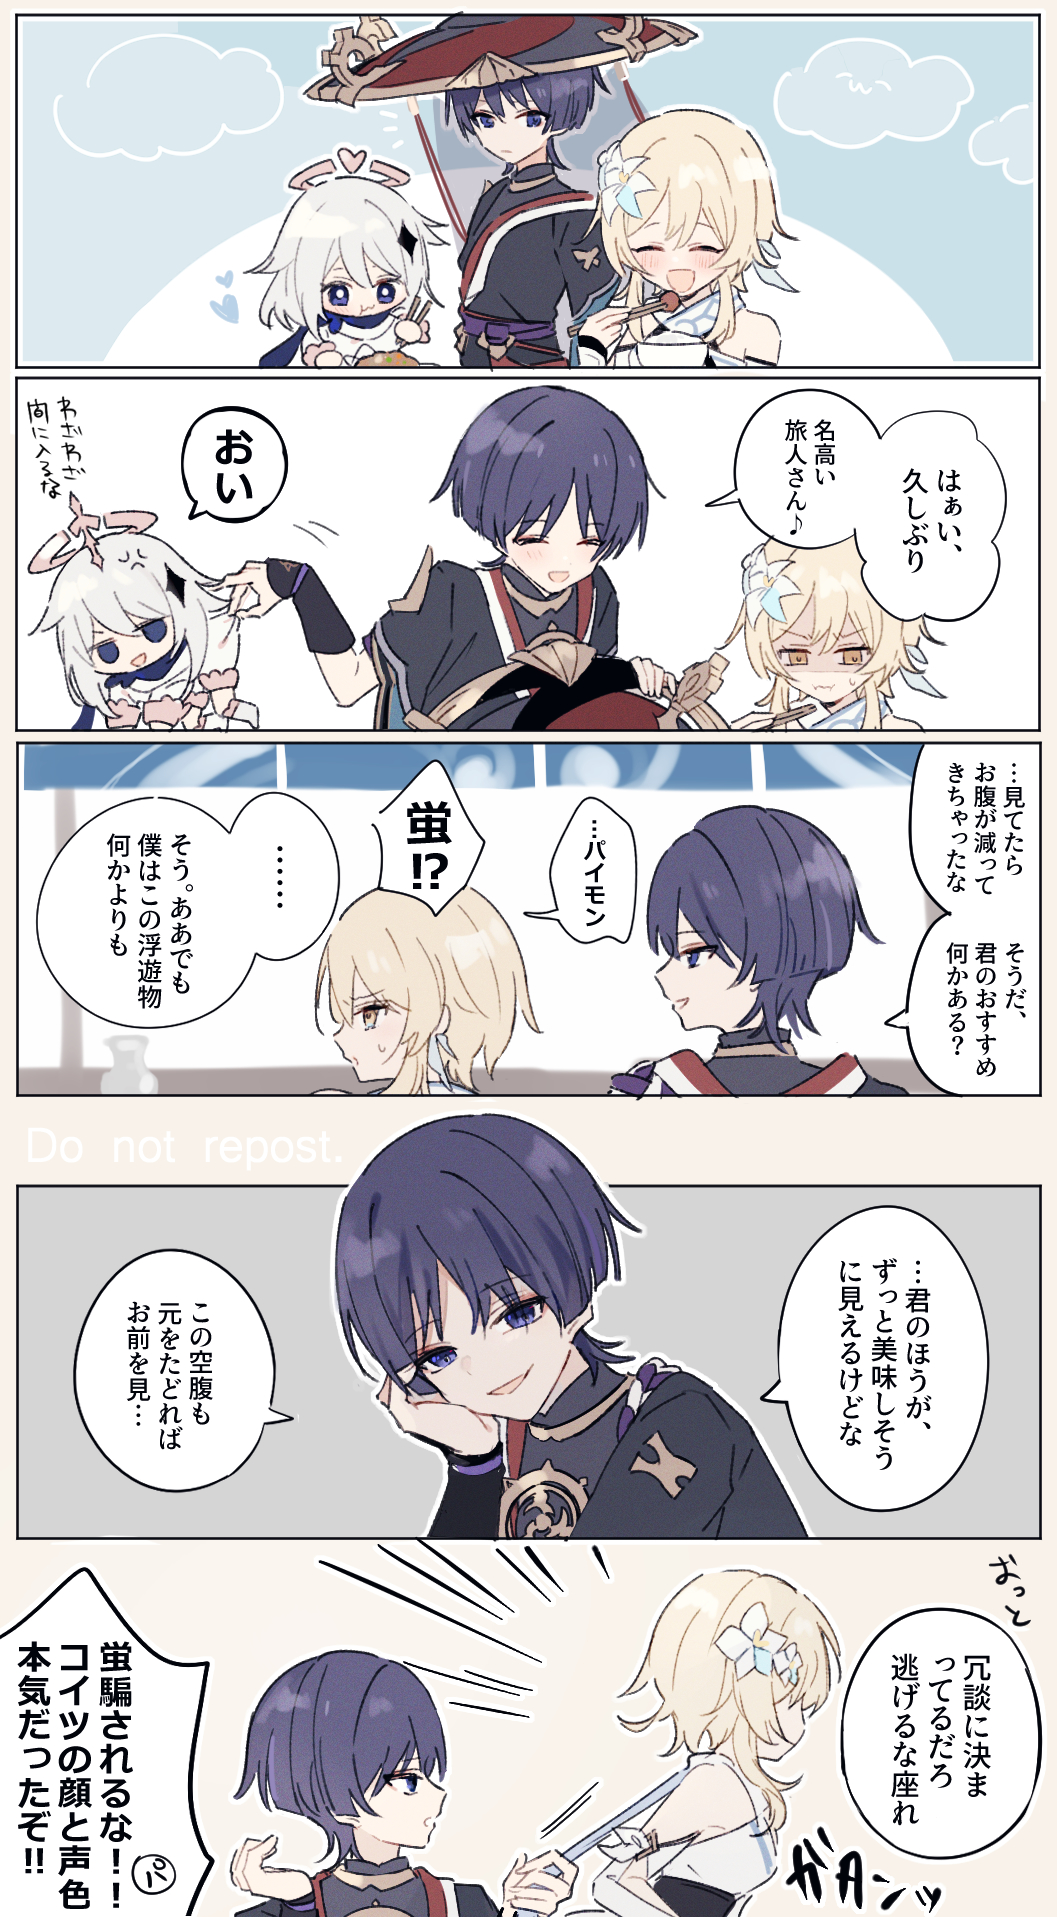 はぁい、
久しぶり
名高い
旅人さん♪
おい
わざわざ
間に入るな
…見てたら
お腹が減って
きちゃったな
そうだ、
君のおすすめ
何かある？
…パイモン
蛍!?
……
そう。ああでも
僕はこの浮遊物
何かよりも
Do not repost.
…君のほうが、
ずっと美味しそう
に見えるけどな
この空腹も
元をたどれば
お前を見…
おっと
冗談に決ま
ってるだろ
逃げるな座れ
ガタンッ
蛍騙されるな！！
コイツの顔と声色
本気だったぞ!!
パ